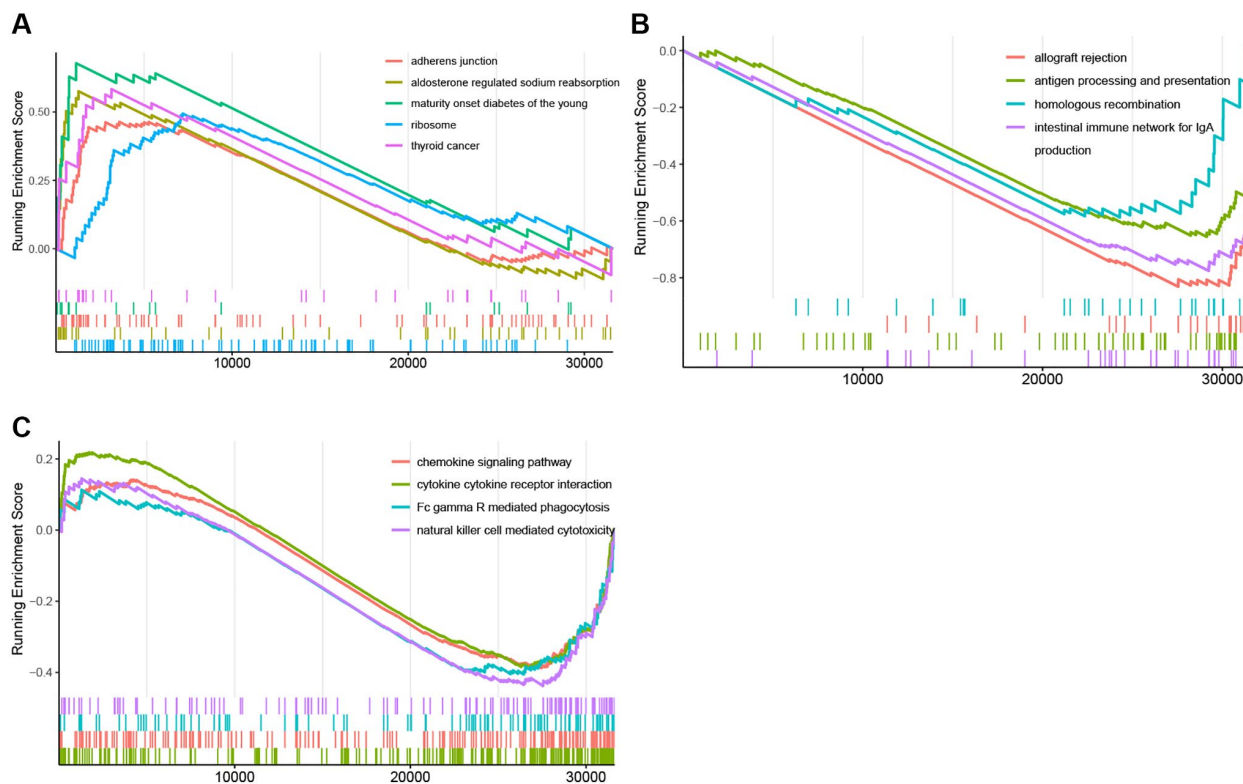 A
Running Enrichment Score
0.50
0.25
0.00
adherens junction
aldosterone regulated sodium reabsorption
maturity onset diabetes of the young
ribosome
thyroid cancer
10000
20000
30000
B
Running Enrichment Score
0.0
−0.2
−0.4
−0.6
−0.8
allograft rejection
antigen processing and presentation
homologous recombination
intestinal immune network for IgA
production
10000
20000
30000
C
Running Enrichment Score
0.2
0.0
−0.2
−0.4
chemokine signaling pathway
cytokine cytokine receptor interaction
Fc gamma R mediated phagocytosis
natural killer cell mediated cytotoxicity
10000
20000
30000